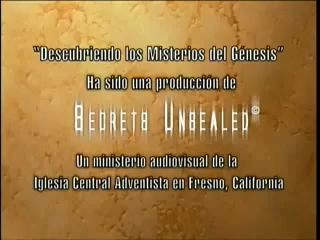 “Descubriendo los Misterios del Génesis”
Ha sido una producción de
Secrets Unsealed©
Un ministerio audiovisual de la
Iglesia Central Adventista en Fresno, California